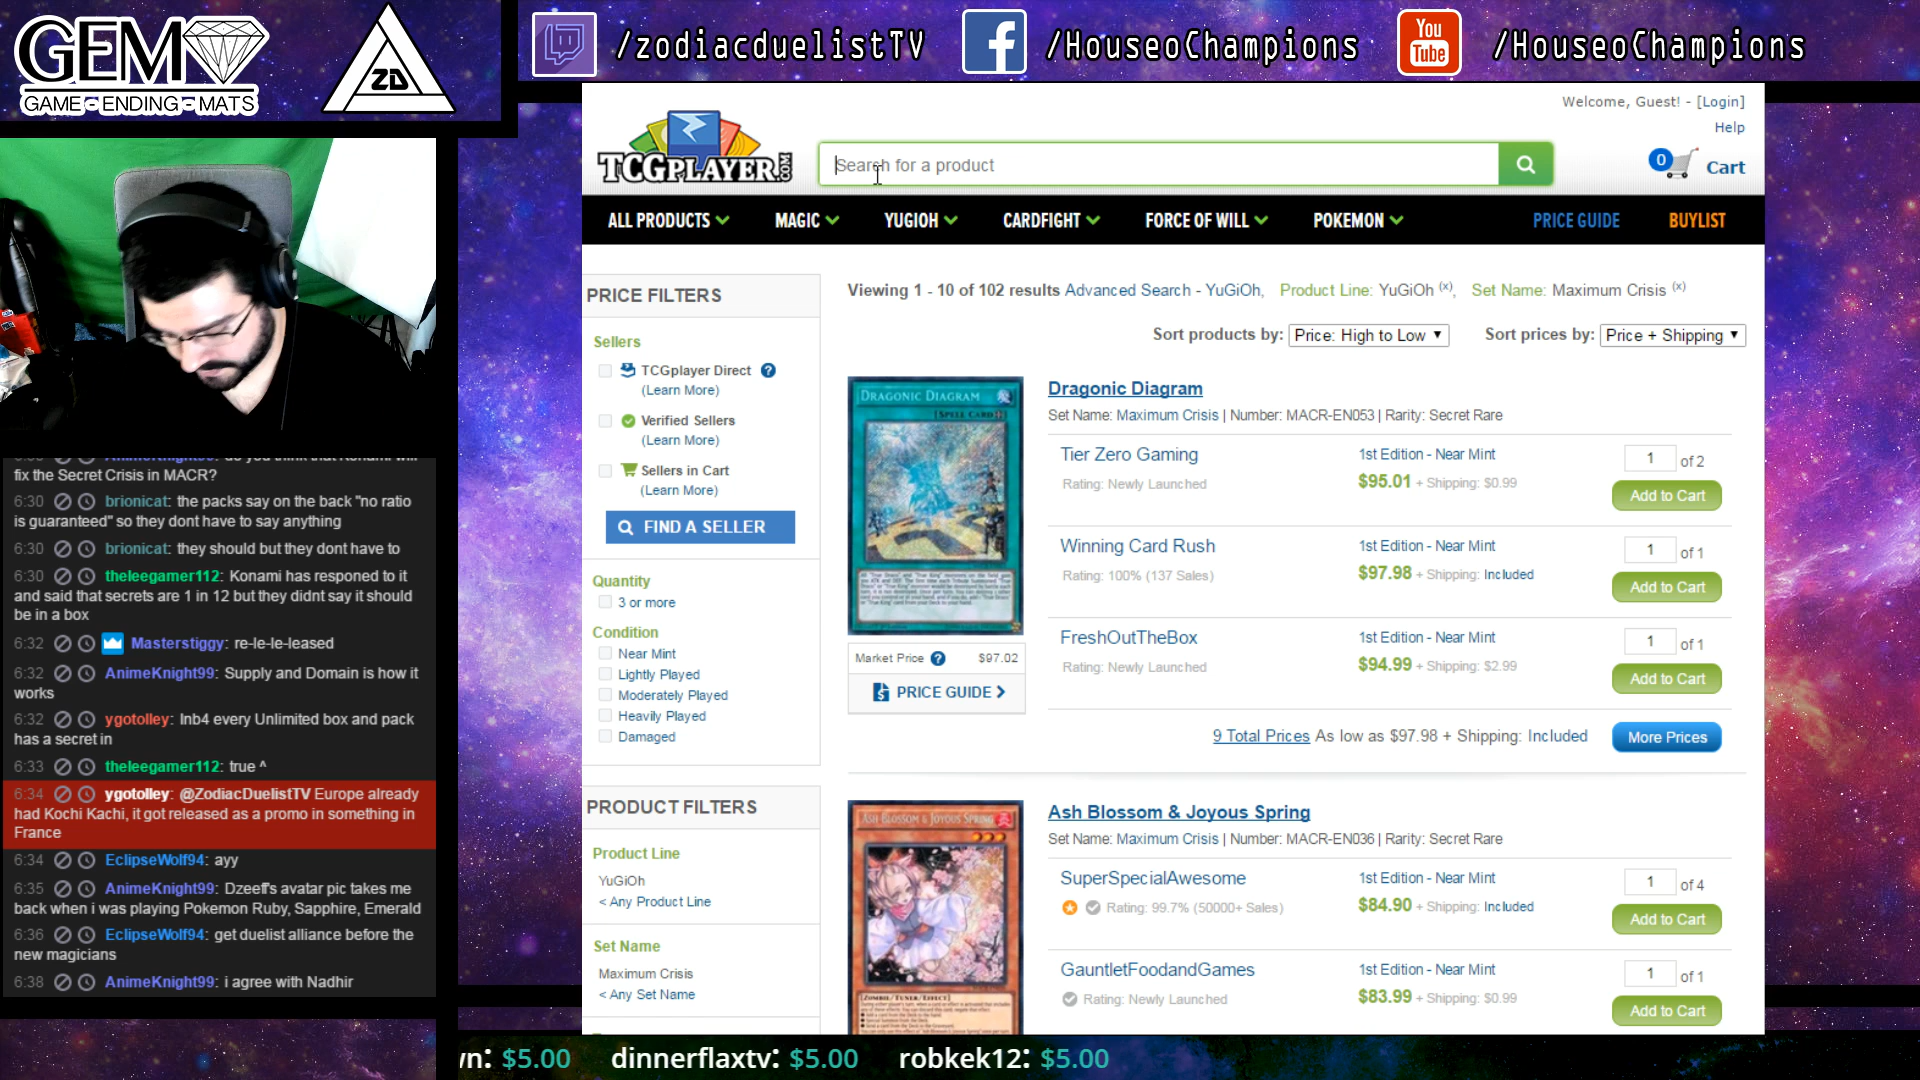 GEM
GAME-ENDING-MATS
ZD
/zodiacduelistTV
/HouseoChampions
You Tube
/HouseoChampions
TCGPLAYER.COM
Search for a product
Welcome, Guest! - [Login]
Help
0
Cart
ALL PRODUCTS
MAGIC
YUGIOH
CARDFIGHT
FORCE OF WILL
POKEMON
PRICE GUIDE
BUYLIST
fix the Secret Crisis in MACR?
6:30 brionicat: the packs say on the back "no ratio
is guaranteed" so they dont have to say anything
6:30 brionicat: they should but they dont have to
6:30 theleegamer112: Konami has responed to it
and said that secrets are 1 in 12 but they didnt say it should
be in a box
6:32 Masterstiggy: re-le-le-leased
6:32 AnimeKnight99: Supply and Domain is how it
works
6:32 ygotolley: Inb4 every Unlimited box and pack
has a secret in
6:33 theleegamer112: true ^
6:34 ygotolley: @ZodiacDuelistTV Europe already
had Kochi Kachi, it got released as a promo in something in
France
6:34 EclipseWolf94: ayy
6:35 AnimeKnight99: Dzeeff's avatar pic takes me
back when i was playing Pokemon Ruby, Sapphire, Emerald
6:36 EclipseWolf94: get duelist alliance before the
new magicians
6:38 AnimeKnight99: i agree with Nadhir
PRICE FILTERS
Sellers
TCGplayer Direct ?
(Learn More)
Verified Sellers
(Learn More)
Sellers in Cart
(Learn More)
FIND A SELLER
Quantity
3 or more
Condition
Near Mint
Lightly Played
Moderately Played
Heavily Played
Damaged
PRODUCT FILTERS
Product Line
YuGiOh
< Any Product Line
Set Name
Maximum Crisis
< Any Set Name
Viewing 1 - 10 of 102 results Advanced Search - YuGiOh, Product Line: YuGiOh (x), Set Name: Maximum Crisis (x)
Sort products by: Price: High to Low ▼ Sort prices by: Price + Shipping ▼
DRAGONIC DIAGRAM
[SPELL CARD]
Market Price ? $97.02
PRICE GUIDE
Dragonic Diagram
Set Name: Maximum Crisis | Number: MACR-EN053 | Rarity: Secret Rare
Tier Zero Gaming 1st Edition - Near Mint 1 of 2
Rating: Newly Launched $95.01 + Shipping: $0.99 Add to Cart
Winning Card Rush 1st Edition - Near Mint 1 of 1
Rating: 100% (137 Sales) $97.98 + Shipping: Included Add to Cart
FreshOutTheBox 1st Edition - Near Mint 1 of 1
Rating: Newly Launched $94.99 + Shipping: $2.99 Add to Cart
9 Total Prices As low as $97.98 + Shipping: Included More Prices
ASH BLOSSOM & JOYOUS SPRING
[ZOMBIE/TUNER/EFFECT]
Ash Blossom & Joyous Spring
Set Name: Maximum Crisis | Number: MACR-EN036 | Rarity: Secret Rare
SuperSpecialAwesome 1st Edition - Near Mint 1 of 4
Rating: 99.7% (50000+ Sales) $84.90 + Shipping: Included Add to Cart
GauntletFoodandGames 1st Edition - Near Mint 1 of 1
Rating: Newly Launched $83.99 + Shipping: $0.99 Add to Cart
vn: $5.00 dinnerflaxtv: $5.00 robkek12: $5.00